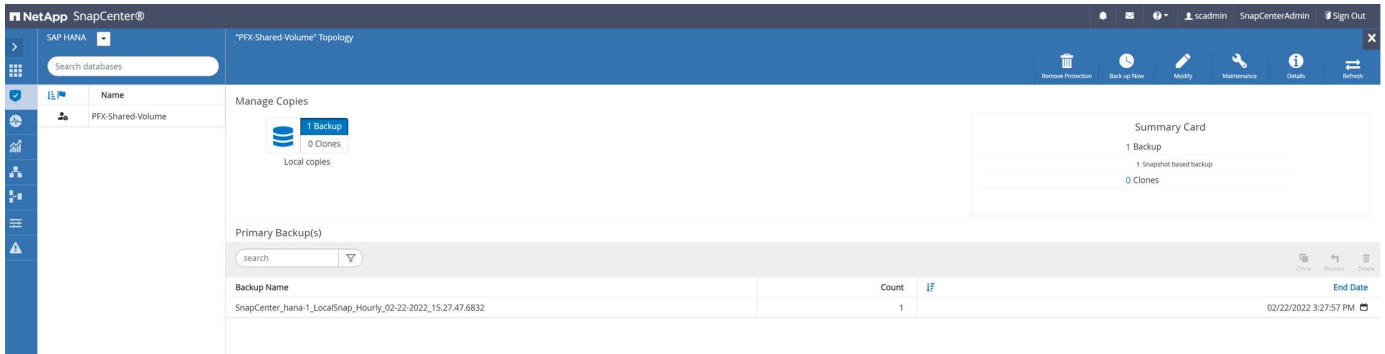 NetApp SnapCenter®
scadmin SnapCenterAdmin Sign Out
SAP HANA
"PFX-Shared-Volume" Topology
Search databases
Remove Protection Back up Now Modify Maintenance Details Refresh
Name
PFX-Shared-Volume
Manage Copies
1 Backup
0 Clones
Local copies
Summary Card
1 Backup
1 Snapshot based backup
0 Clones
Primary Backup(s)
search
Clone Restore Delete
Backup Name Count End Date
SnapCenter_hana-1_LocalSnap_Hourly_02-22-2022_15.27.47.6832 1 02/22/2022 3:27:57 PM